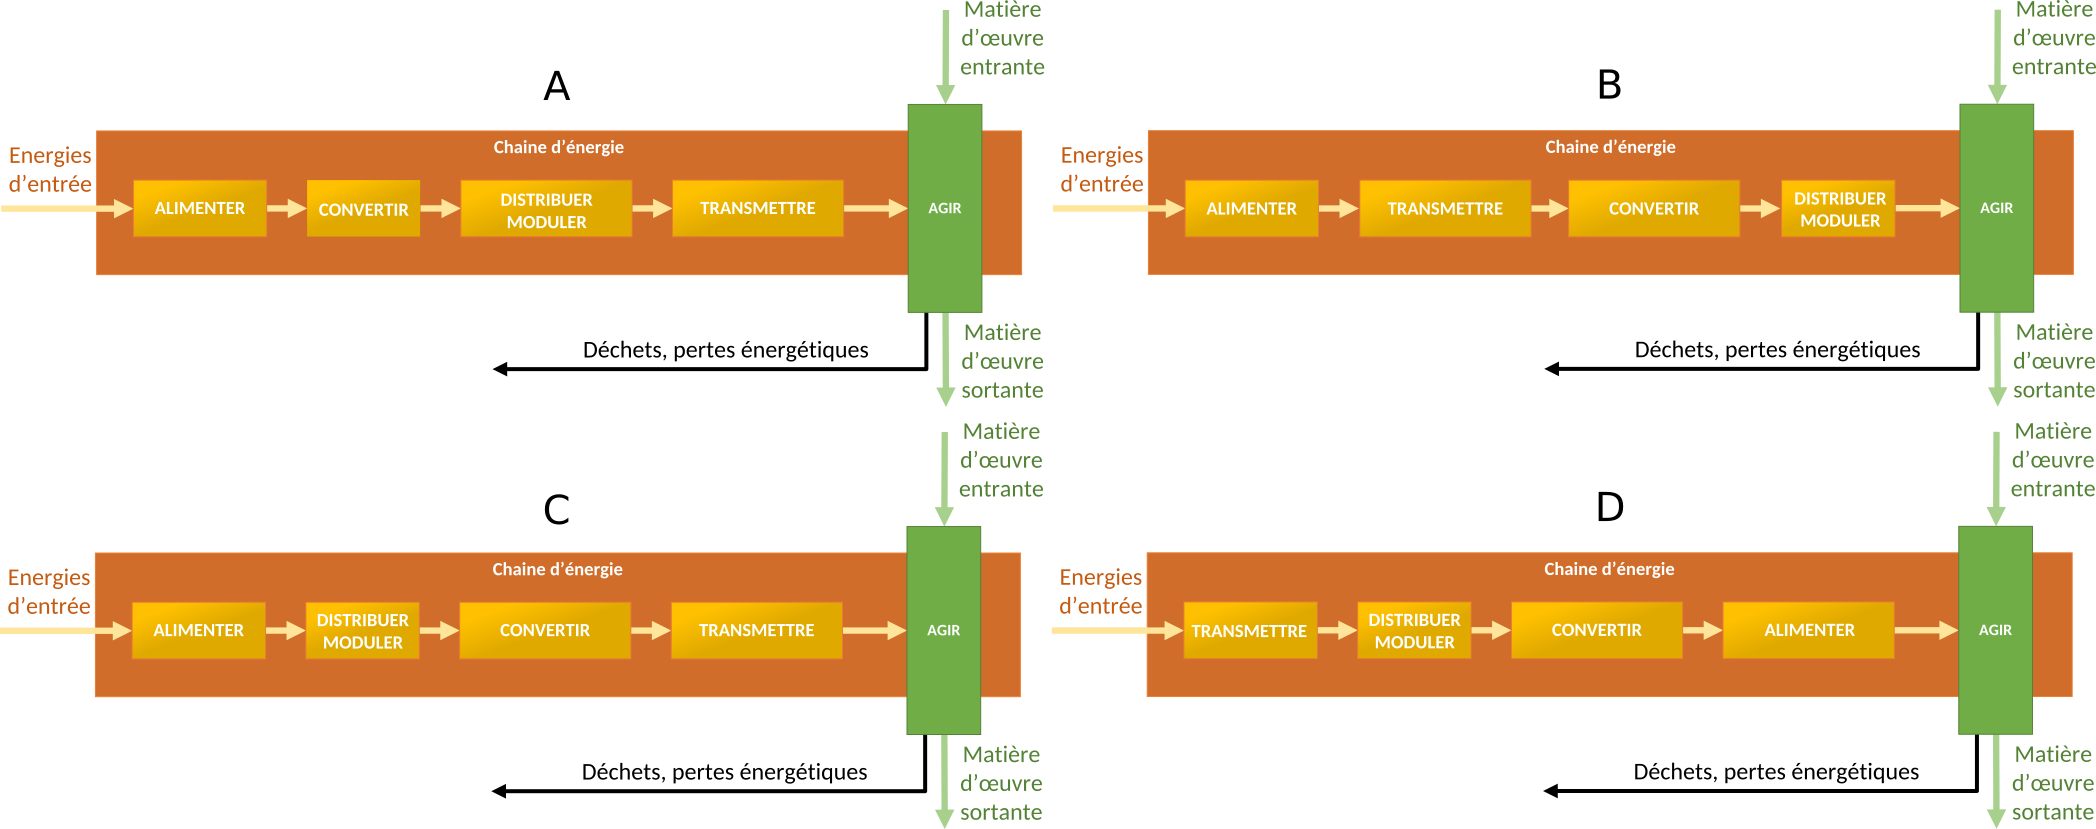 Matière
d’œuvre
entrante
A
Chaine d’énergie
Energies
d’entrée
ALIMENTER
CONVERTIR
DISTRIBUER
MODULER
TRANSMETTRE
AGIR
Déchets, pertes énergétiques
Matière
d’œuvre
sortante
Matière
d’œuvre
entrante
B
Chaine d’énergie
Energies
d’entrée
ALIMENTER
TRANSMETTRE
CONVERTIR
DISTRIBUER
MODULER
AGIR
Déchets, pertes énergétiques
Matière
d’œuvre
sortante
Matière
d’œuvre
entrante
C
Chaine d’énergie
Energies
d’entrée
ALIMENTER
DISTRIBUER
MODULER
CONVERTIR
TRANSMETTRE
AGIR
Déchets, pertes énergétiques
Matière
d’œuvre
sortante
Matière
d’œuvre
entrante
D
Chaine d’énergie
Energies
d’entrée
TRANSMETTRE
DISTRIBUER
MODULER
CONVERTIR
ALIMENTER
AGIR
Déchets, pertes énergétiques
Matière
d’œuvre
sortante